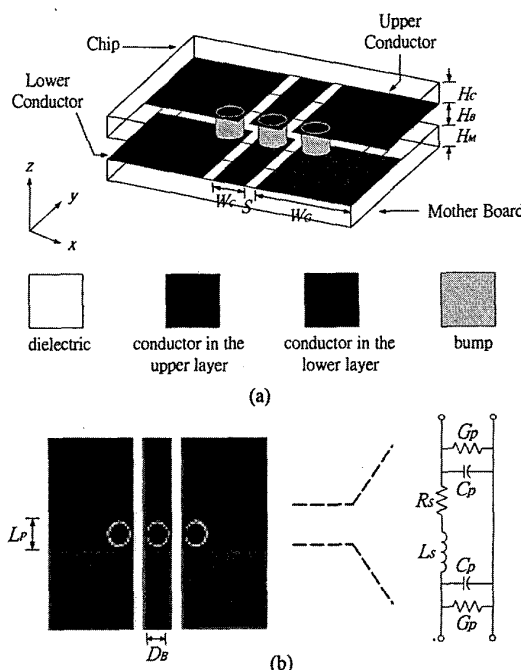 (a)
Chip
Upper
Conductor
Lower
Conductor
HC
HB
HM
z
y
x
WC
S
WG
Mother Board
dielectric
conductor in the
upper layer
conductor in the
lower layer
bump
(a)
LP
DB
GP
CP
RS
LS
CP
GP
(b)